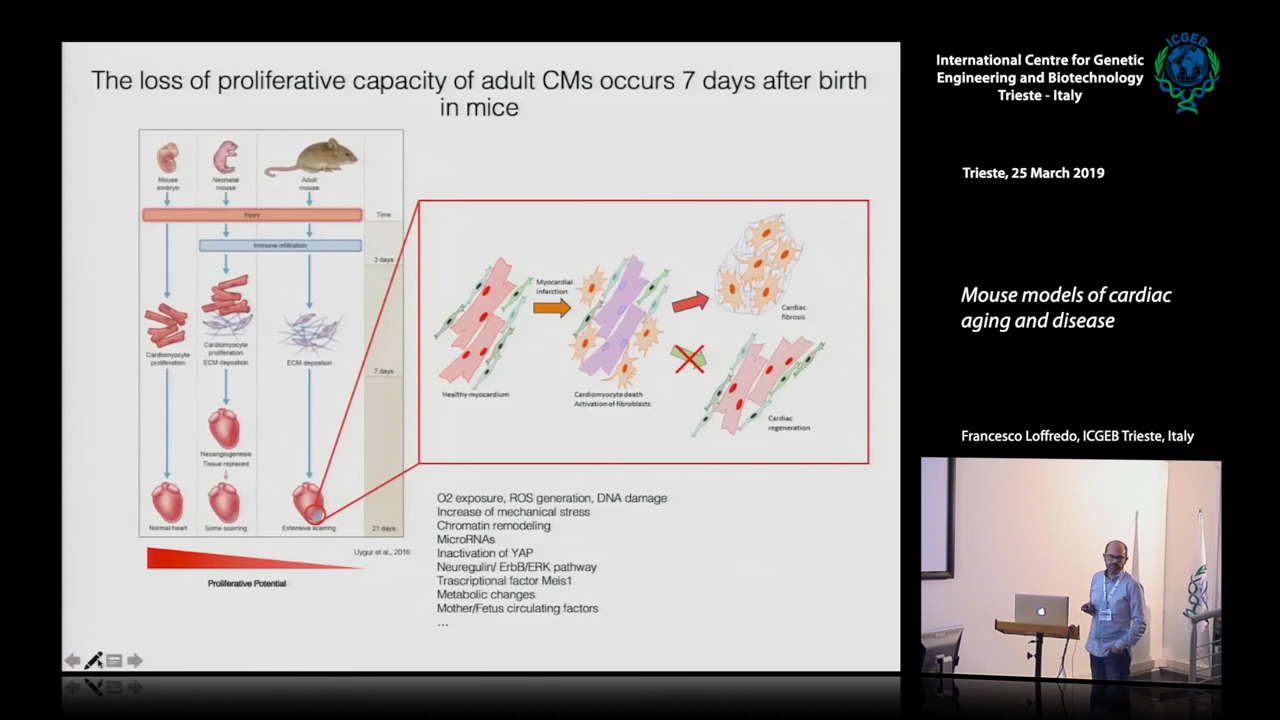 The loss of proliferative capacity of adult CMs occurs 7 days after birth
in mice
Mouse
embryo
Neonatal
mouse
Adult
mouse
Injury
Time
Immune infiltration
3 days
Cardiomyocyte
proliferation
Cardiomyocyte
proliferation
ECM depostion
ECM depostion
7 days
Neoangiogenesis
Tissue replaced
Normal heart
Some scarring
Extensive scarring
21 days
Uygur et al., 2016
Proliferative Potential
Healthy myocardium
Myocardial
infarction
Cardiomyocyte death
Activation of fibroblasts
Cardiac
fibrosis
Cardiac
regeneration
O2 exposure, ROS generation, DNA damage
Increase of mechanical stress
Chromatin remodeling
MicroRNAs
Inactivation of YAP
Neuregulin/ ErbB/ERK pathway
Trascriptional factor Meis1
Metabolic changes
Mother/Fetus circulating factors
...
International Centre for Genetic
Engineering and Biotechnology
Trieste - Italy
ICGEB
Trieste, 25 March 2019
Mouse models of cardiac
aging and disease
Francesco Loffredo, ICGEB Trieste, Italy